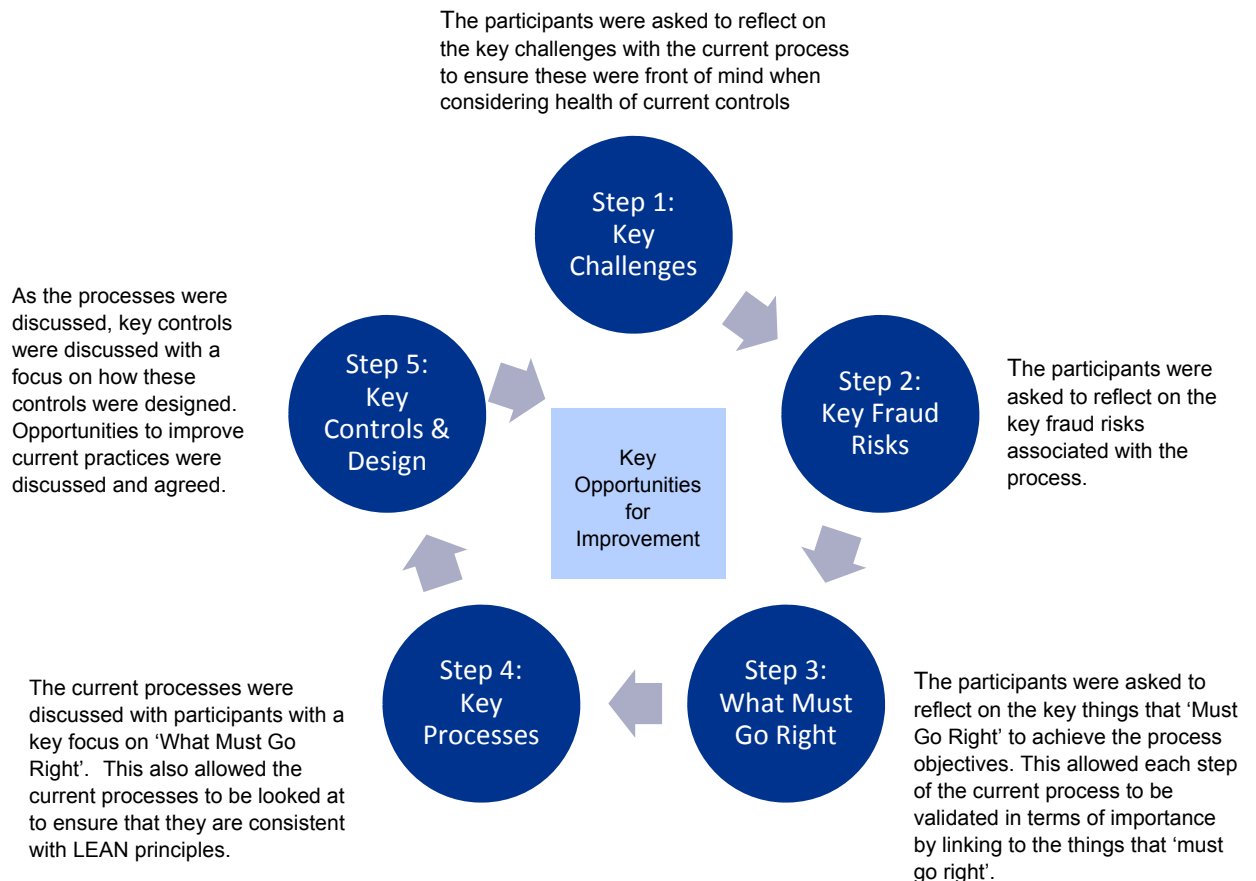 The participants were asked to reflect on
the key challenges with the current process
to ensure these were front of mind when
considering health of current controls
Step 1:
Key
Challenges
Step 2:
Key Fraud
Risks
The participants were
asked to reflect on the
key fraud risks
associated with the
process.
Step 3:
What Must
Go Right
The participants were asked to
reflect on the key things that ‘Must
Go Right’ to achieve the process
objectives. This allowed each step
of the current process to be
validated in terms of importance
by linking to the things that ‘must
go right’.
Step 4:
Key
Processes
The current processes were
discussed with participants with a
key focus on ‘What Must Go
Right’.  This also allowed the
current processes to be looked at
to ensure that they are consistent
with LEAN principles.
Step 5:
Key
Controls &
Design
As the processes were
discussed, key controls
were discussed with a
focus on how these
controls were designed.
Opportunities to improve
current practices were
discussed and agreed.
Key
Opportunities
for
Improvement